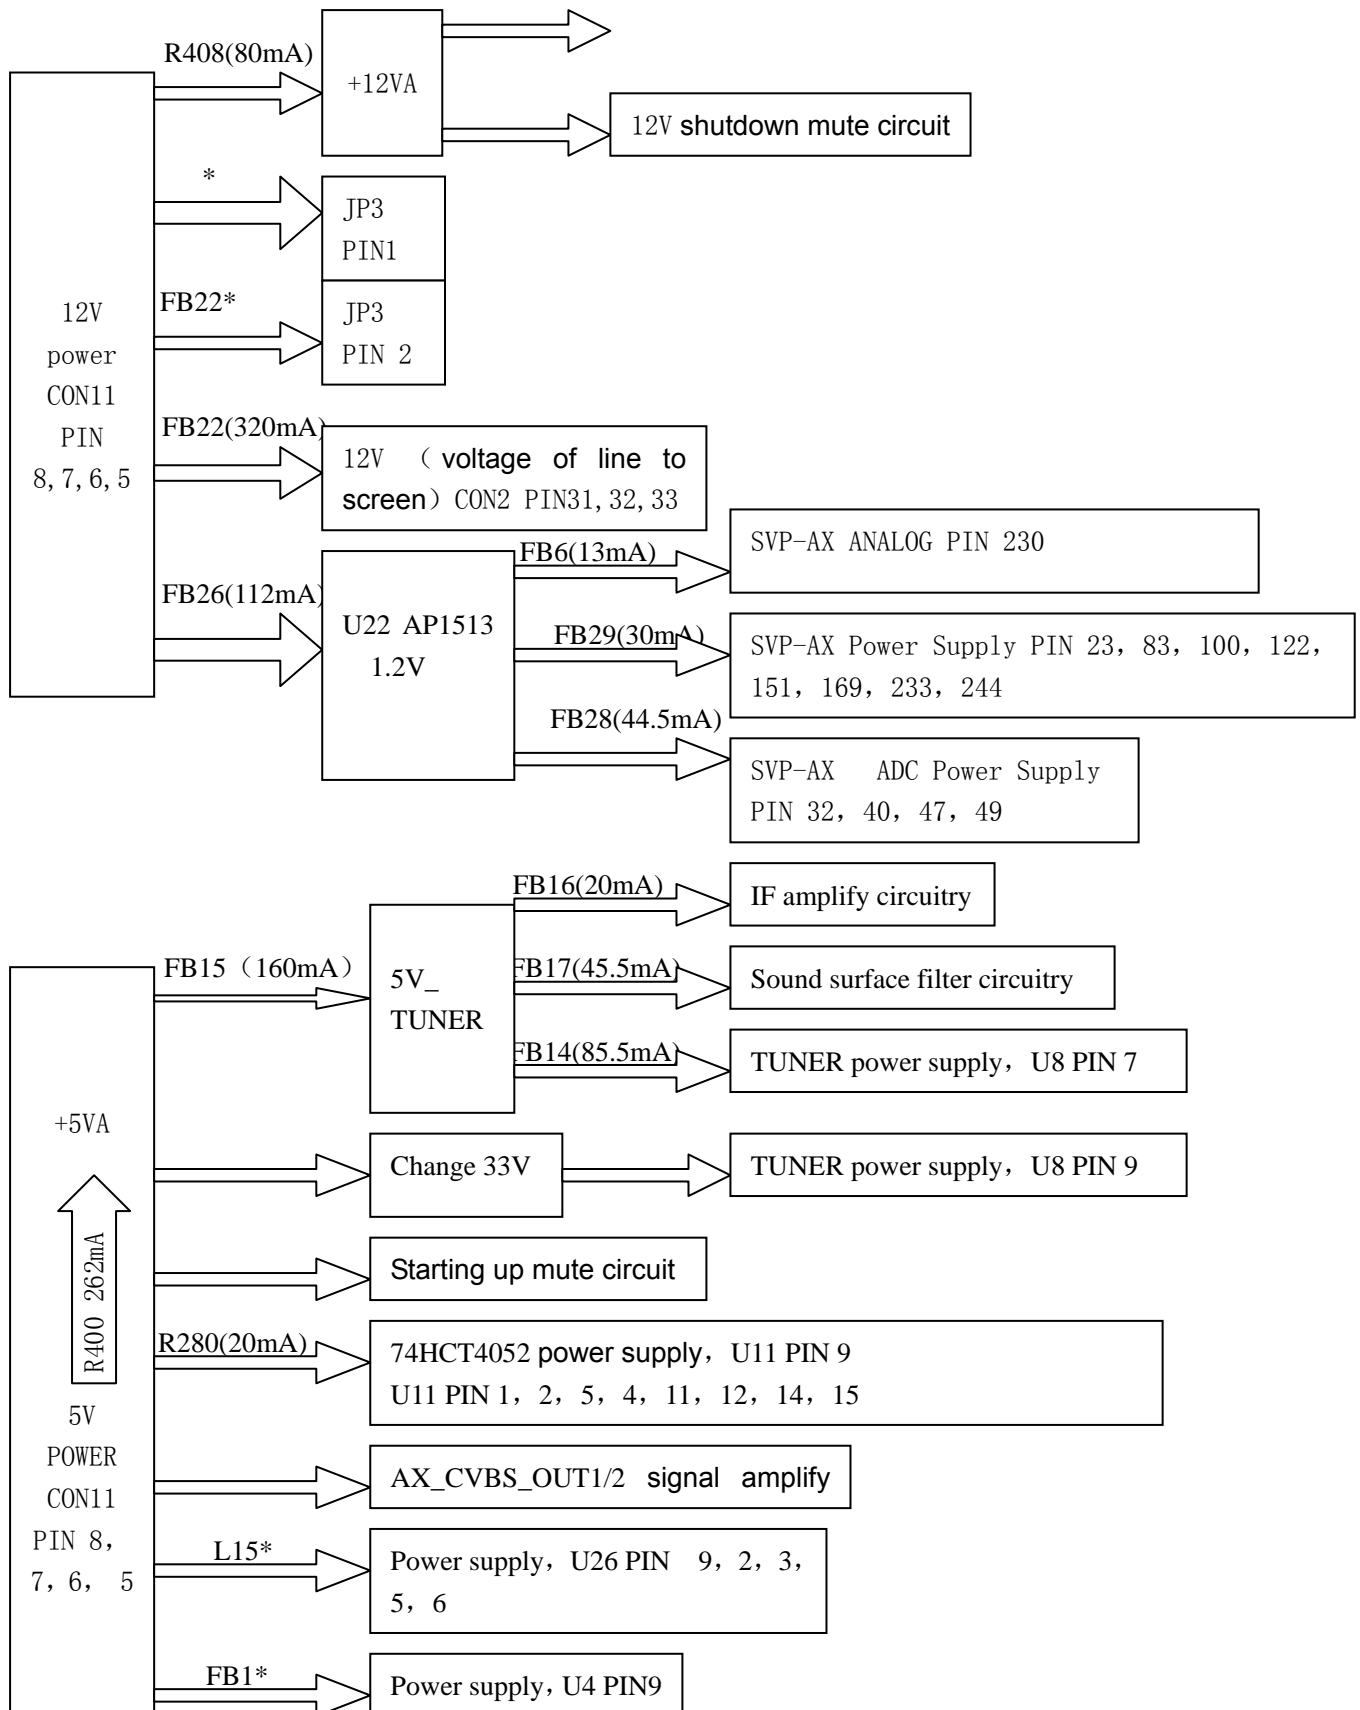 R408(80mA)
+12VA
12V shutdown mute circuit
*
JP3
PIN1
FB22*
JP3
PIN 2
12V
power
CON11
PIN
8,7,6,5
FB22(320mA)
12V （voltage of line to
screen）CON2 PIN31,32,33
FB26(112mA)
U22 AP1513
1.2V
FB6(13mA)
SVP-AX ANALOG PIN 230
FB29(30mA)
SVP-AX Power Supply PIN 23，83，100，122，
151，169，233，244
FB28(44.5mA)
SVP-AX ADC Power Supply
PIN 32，40，47，49
FB16(20mA)
IF amplify circuitry
FB15（160mA）
5V_
TUNER
FB17(45.5mA)
Sound surface filter circuitry
FB14(85.5mA)
TUNER power supply，U8 PIN 7
+5VA
Change 33V
TUNER power supply，U8 PIN 9
R400 262mA
Starting up mute circuit
R280(20mA)
74HCT4052 power supply，U11 PIN 9
U11 PIN 1，2，5，4，11，12，14，15
5V
POWER
CON11
PIN 8，
7，6， 5
AX_CVBS_OUT1/2 signal amplify
L15*
Power supply，U26 PIN 9，2，3，
5，6
FB1*
Power supply，U4 PIN9